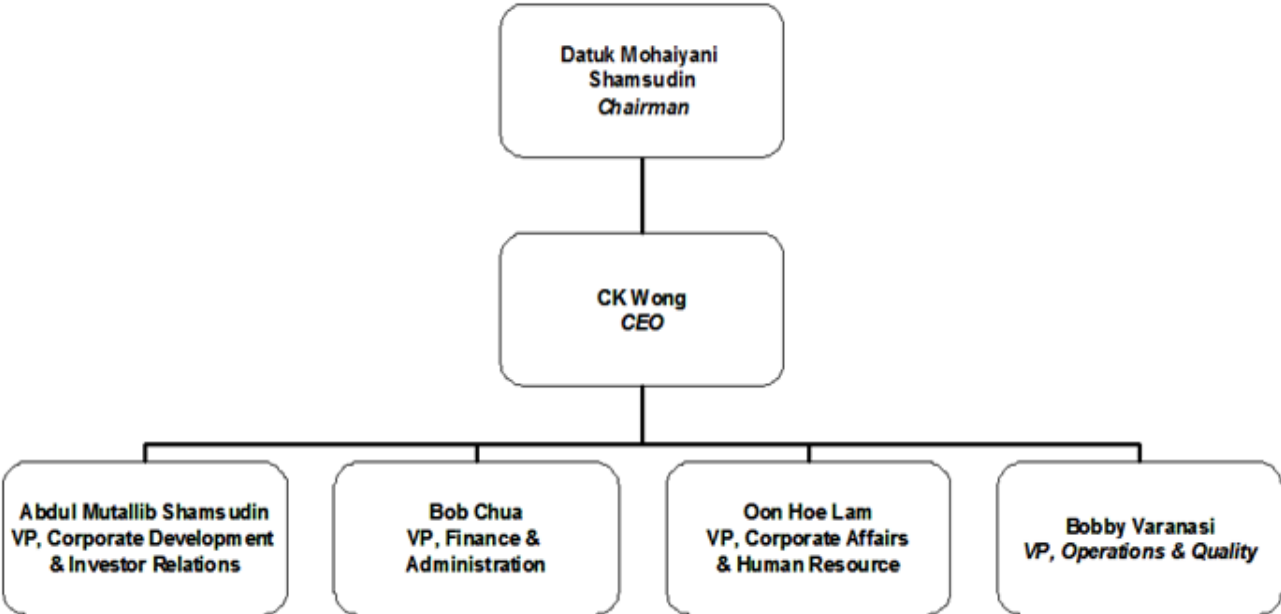 Datuk Mohaiyani
Shamsudin
Chairman
CK Wong
CEO
Abdul Mutallib Shamsudin
VP, Corporate Development
& Investor Relations
Bob Chua
VP, Finance &
Administration
Oon Hoe Lam
VP, Corporate Affairs
& Human Resource
Bobby Varanasi
VP, Operations & Quality